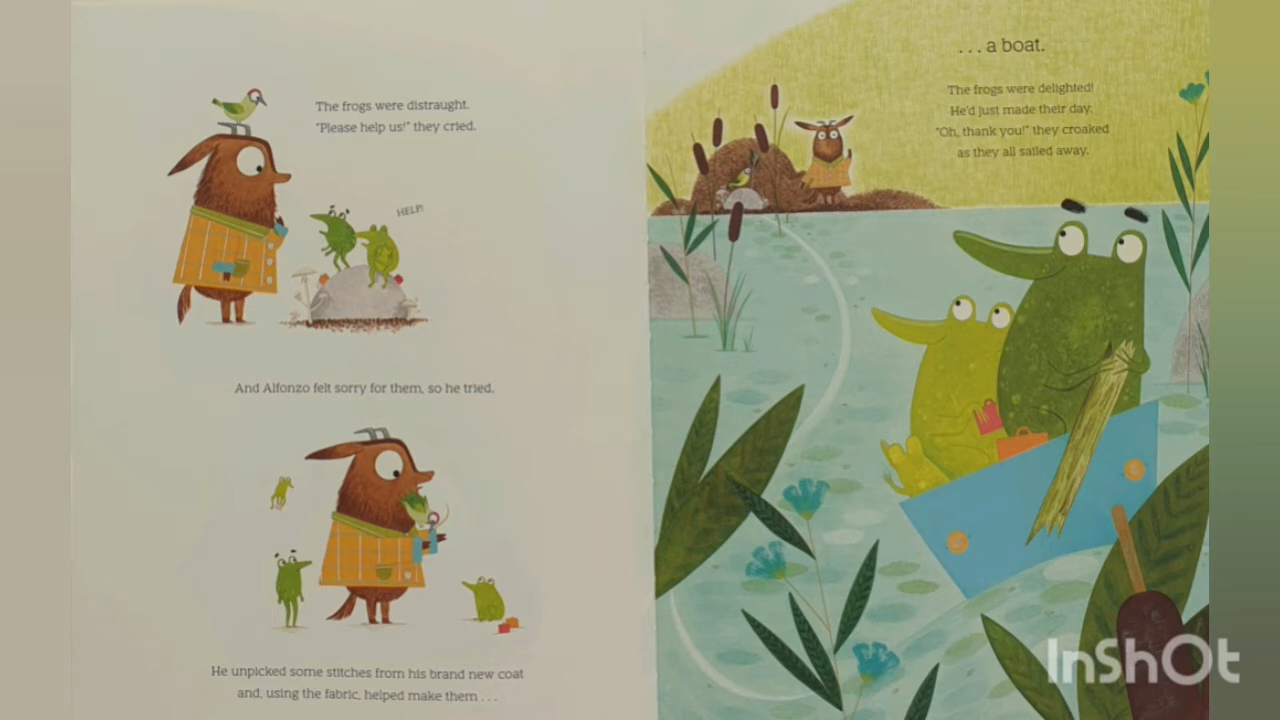 The frogs were distraught.
"Please help us!" they cried.
HELP!
And Alfonzo felt sorry for them, so he tried.
He unpicked some stitches from his brand new coat
and, using the fabric, helped make them . . .
. . . a boat.
The frogs were delighted!
He'd just made their day.
"Oh, thank you!" they croaked
as they all sailed away.
InShOt